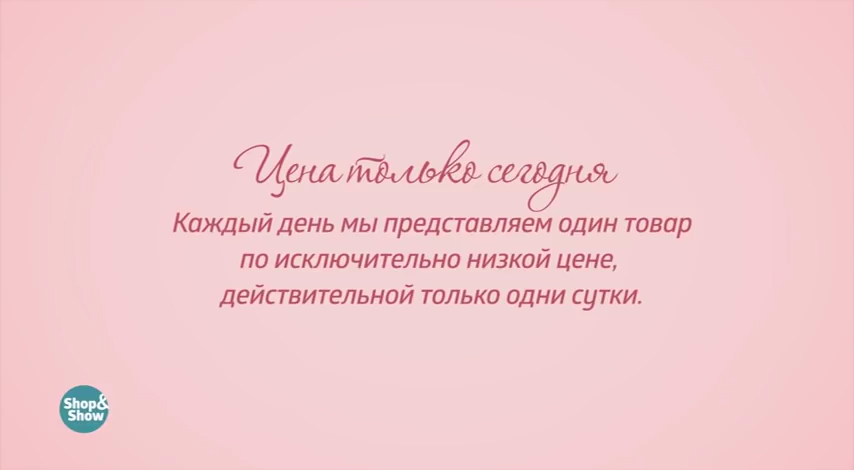 Цена только сегодня
Каждый день мы представляем один товар
по исключительно низкой цене,
действительной только одни сутки.
Shop&
Show